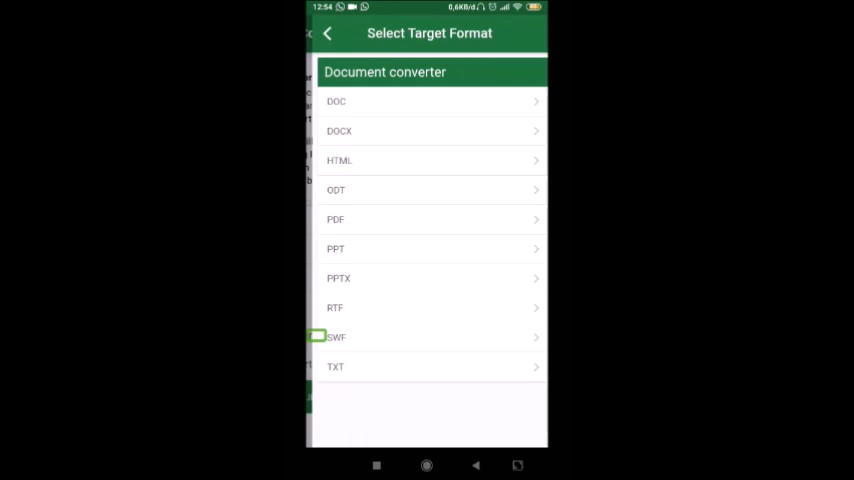 12:54
0,6KB/d
Select Target Format
Document converter
DOC
DOCX
HTML
ODT
PDF
PPT
PPTX
RTF
SWF
TXT